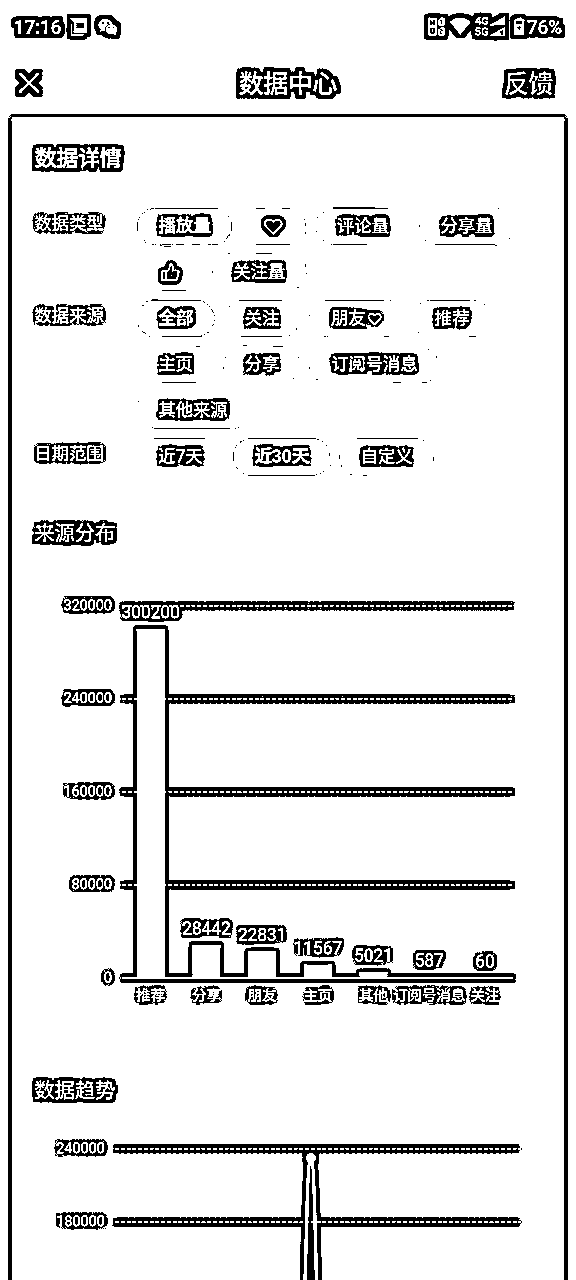 17:16 76%
数据中心 反馈
数据详情
数据类型 播放量 评论量 分享量
关注量
数据来源 全部 关注 朋友 推荐
主页 分享 订阅号消息
其他来源
日期范围 近7天 近30天 自定义
来源分布
320000
300200
240000
160000
80000
28442 22831 11567 5021 587 60
0
推荐 分享 朋友 主页 其他 订阅号消息 关注
数据趋势
240000
180000